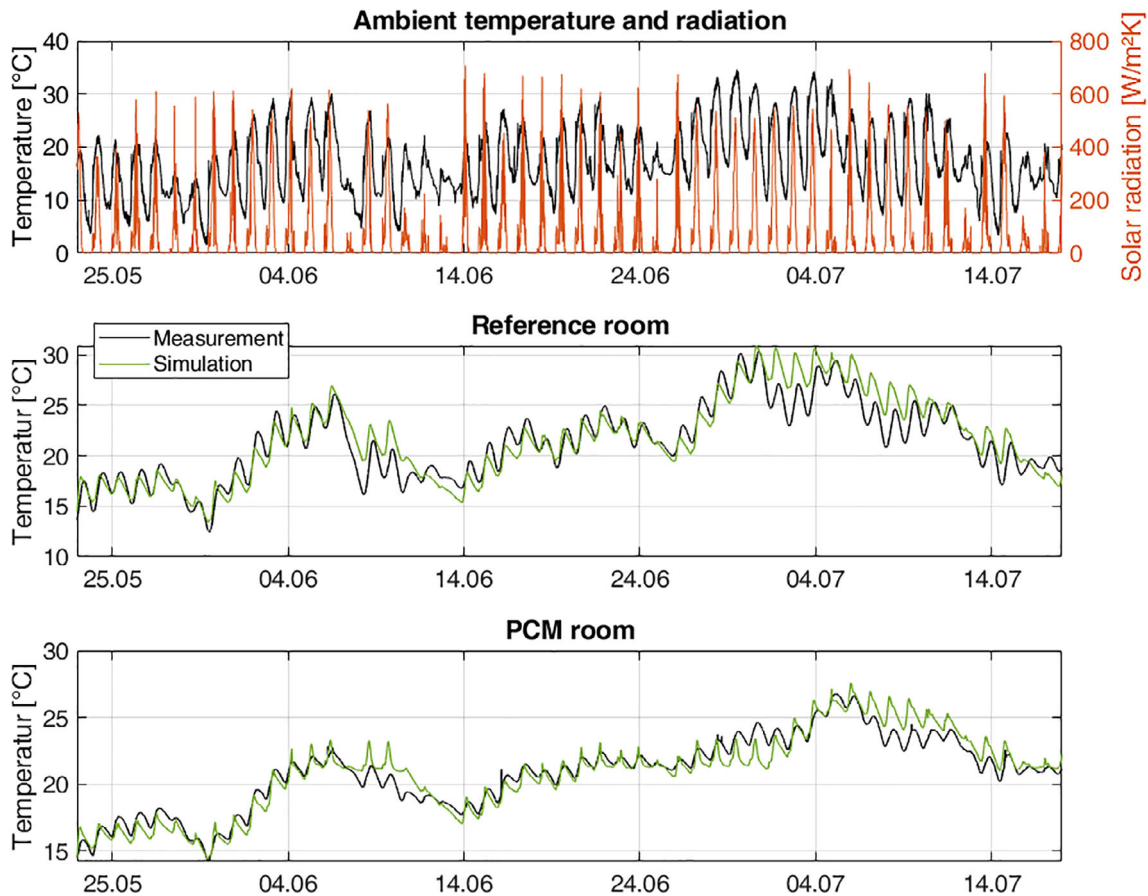 Ambient temperature and radiation
Temperature [°C]
40
30
20
10
0
800
600
400
200
0
Solar radiation [W/m²K]
25.05 04.06 14.06 24.06 04.07 14.07
Reference room
Measurement
Simulation
Temperatur [°C]
30
25
20
15
10
25.05 04.06 14.06 24.06 04.07 14.07
PCM room
Temperatur [°C]
30
25
20
15
25.05 04.06 14.06 24.06 04.07 14.07